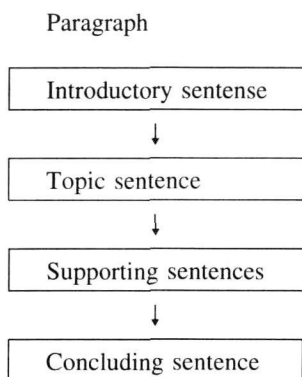 Paragraph
Introductory sentense
Topic sentence
Supporting sentences
Concluding sentence